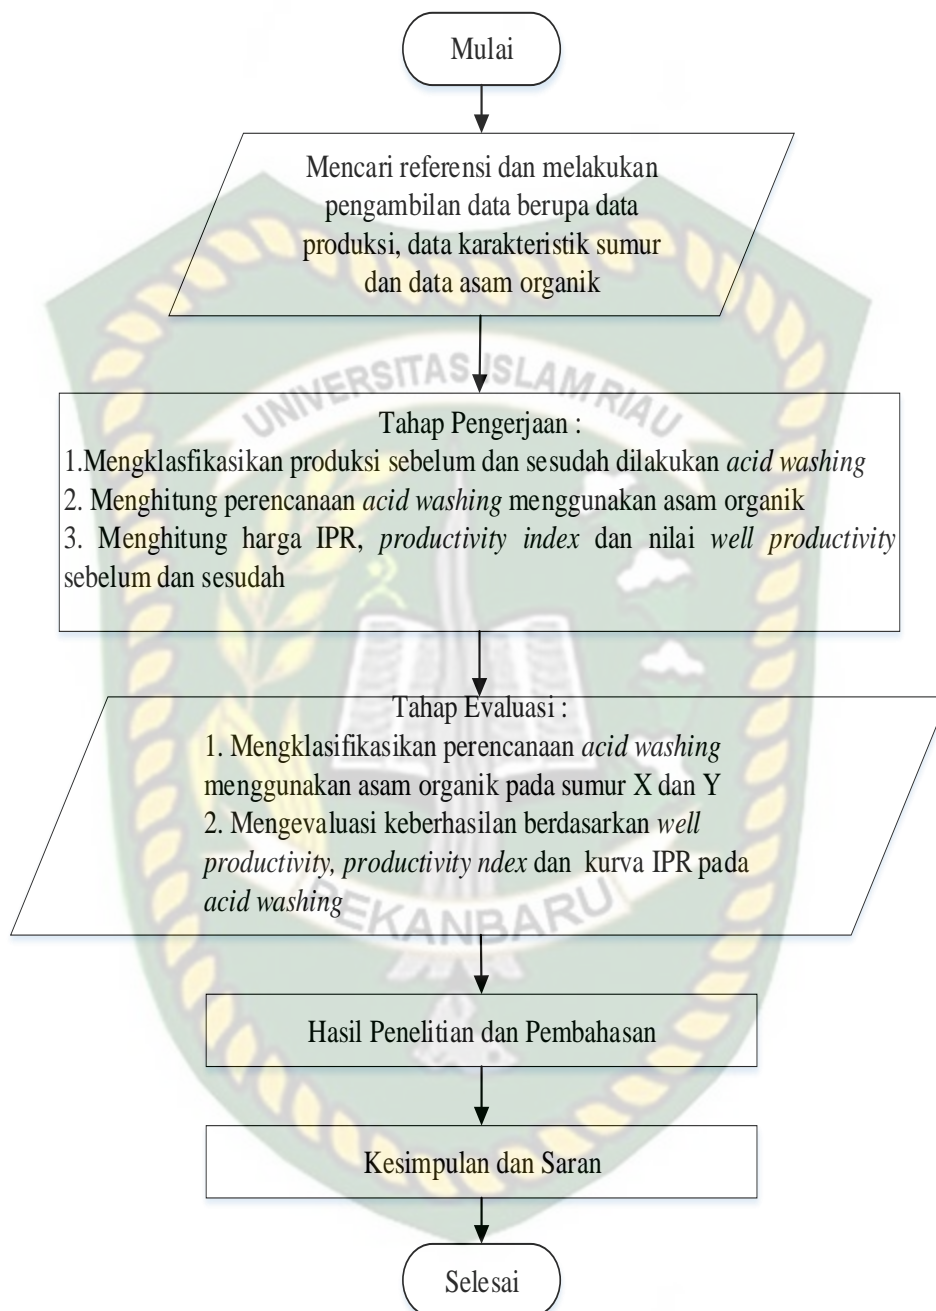 Mulai
Mencari referensi dan melakukan
pengambilan data berupa data
produksi, data karakteristik sumur
dan data asam organik
UNIVERSITAS ISLAM RIAU
Tahap Pengerjaan :
1.Mengklasfikasikan produksi sebelum dan sesudah dilakukan acid washing
2. Menghitung perencanaan acid washing menggunakan asam organik
3. Menghitung harga IPR, productivity index dan nilai well productivity
sebelum dan sesudah
Tahap Evaluasi :
1. Mengklasifikasikan perencanaan acid washing
menggunakan asam organik pada sumur X dan Y
2. Mengevaluasi keberhasilan berdasarkan well
productivity, productivity ndex dan kurva IPR pada
acid washing
PEKANBARU
Hasil Penelitian dan Pembahasan
Kesimpulan dan Saran
Selesai